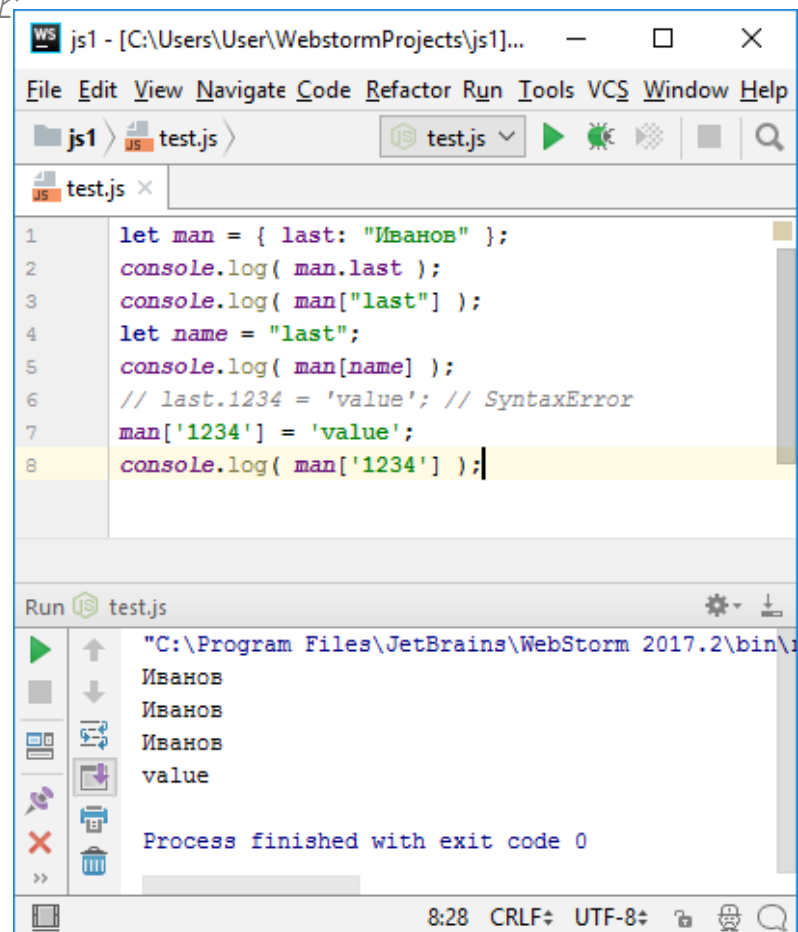 WS js1 - [C:\Users\User\WebstormProjects\js1]...
File Edit View Navigate Code Refactor Run Tools VCS Window Help
js1 test.js test.js
test.js
1 let man = { last: "Иванов" };
2 console.log( man.last );
3 console.log( man["last"] );
4 let name = "last";
5 console.log( man[name] );
6 // last.1234 = 'value'; // SyntaxError
7 man['1234'] = 'value';
8 console.log( man['1234'] );
Run test.js
"C:\Program Files\JetBrains\WebStorm 2017.2\bin\
Иванов
Иванов
Иванов
value
Process finished with exit code 0
8:28 CRLF UTF-8